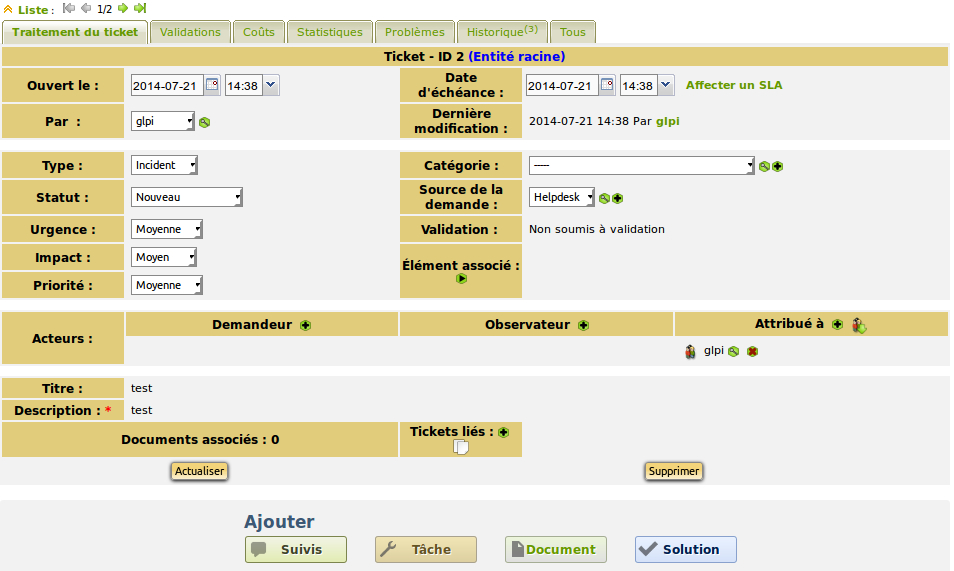 Liste : 1/2
Traitement du ticket Validations Coûts Statistiques Problèmes Historique(3) Tous
Ticket - ID 2 (Entité racine)
Ouvert le : 2014-07-21 14:38 Date d'échéance : 2014-07-21 14:38 Affecter un SLA
Par : glpi Dernière modification : 2014-07-21 14:38 Par glpi
Type : Incident Catégorie : -----
Statut : Nouveau Source de la demande : Helpdesk
Urgence : Moyenne Validation : Non soumis à validation
Impact : Moyen Élément associé :
Priorité : Moyenne
Acteurs : Demandeur Observateur Attribué à
glpi
Titre : test
Description : * test
Documents associés : 0 Tickets liés :
Actualiser Supprimer
Ajouter
Suivis Tâche Document Solution